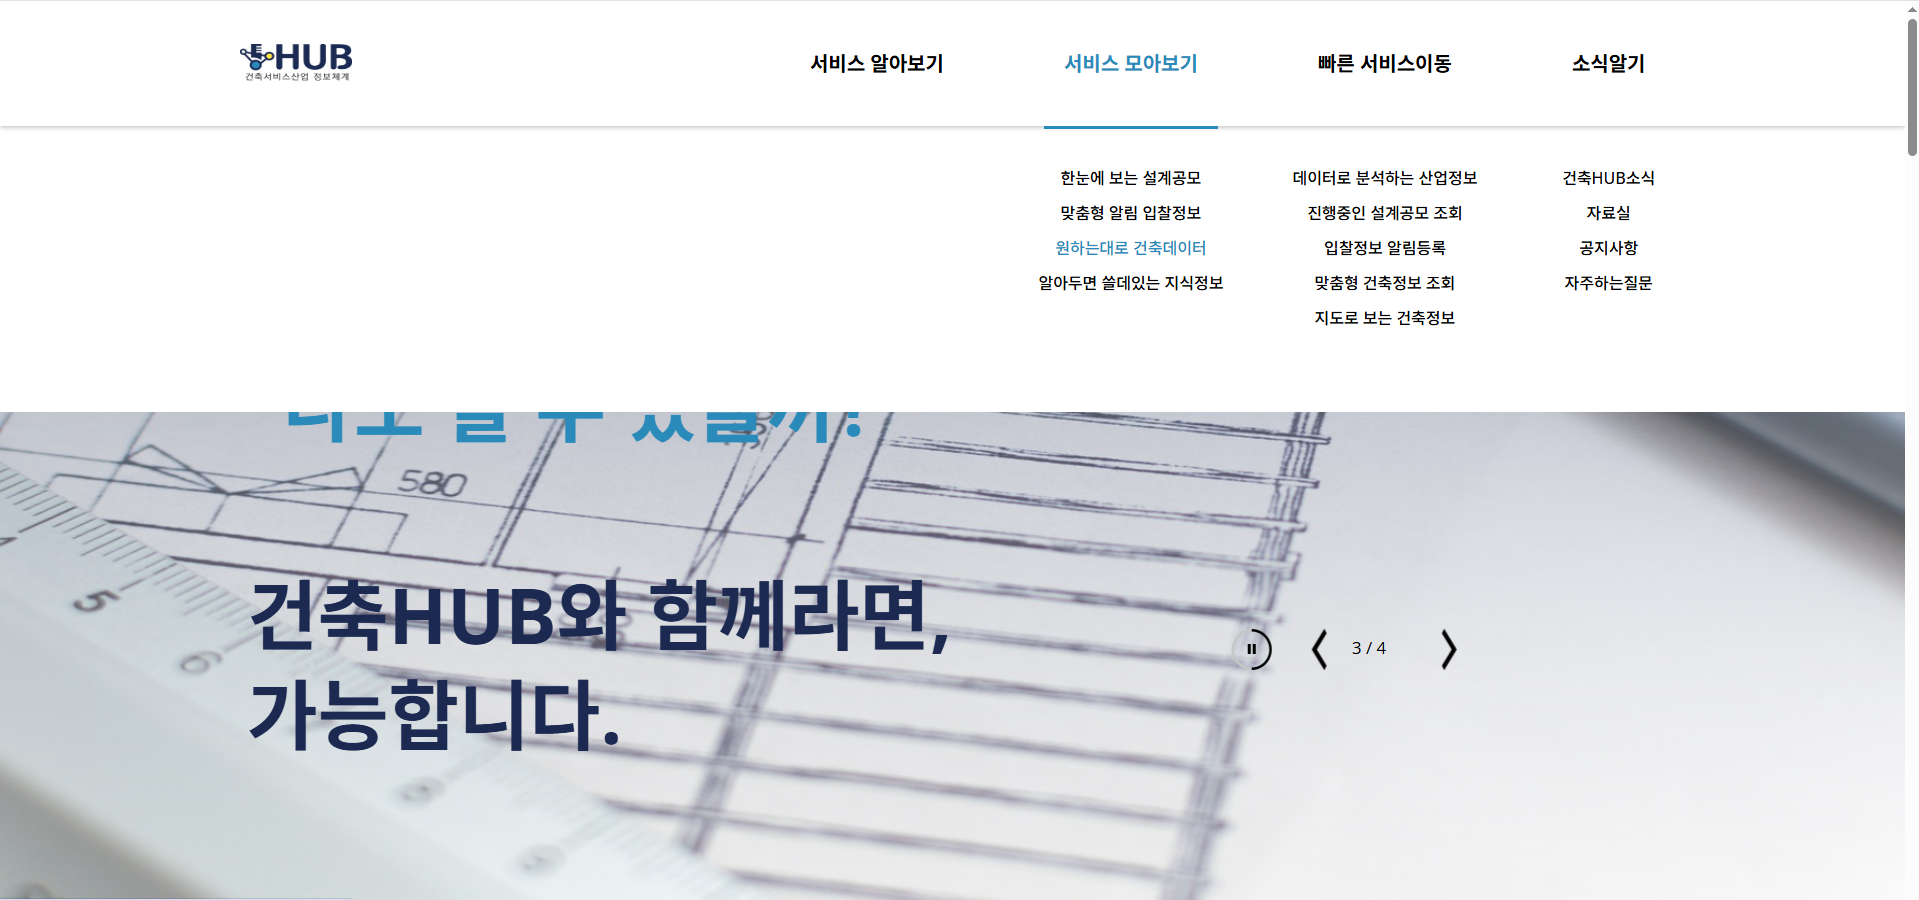 HUB
건축서비스산업 정보체계
서비스 알아보기
서비스 모아보기
빠른 서비스이동
소식알기
한눈에 보는 설계공모
맞춤형 알림 입찰정보
원하는대로 건축데이터
알아두면 쓸데있는 지식정보
데이터로 분석하는 산업정보
진행중인 설계공모 조회
입찰정보 알림등록
맞춤형 건축정보 조회
지도로 보는 건축정보
건축HUB소식
자료실
공지사항
자주하는질문
580
5
6
건축HUB와 함께라면,
가능합니다.
3 / 4
8
9